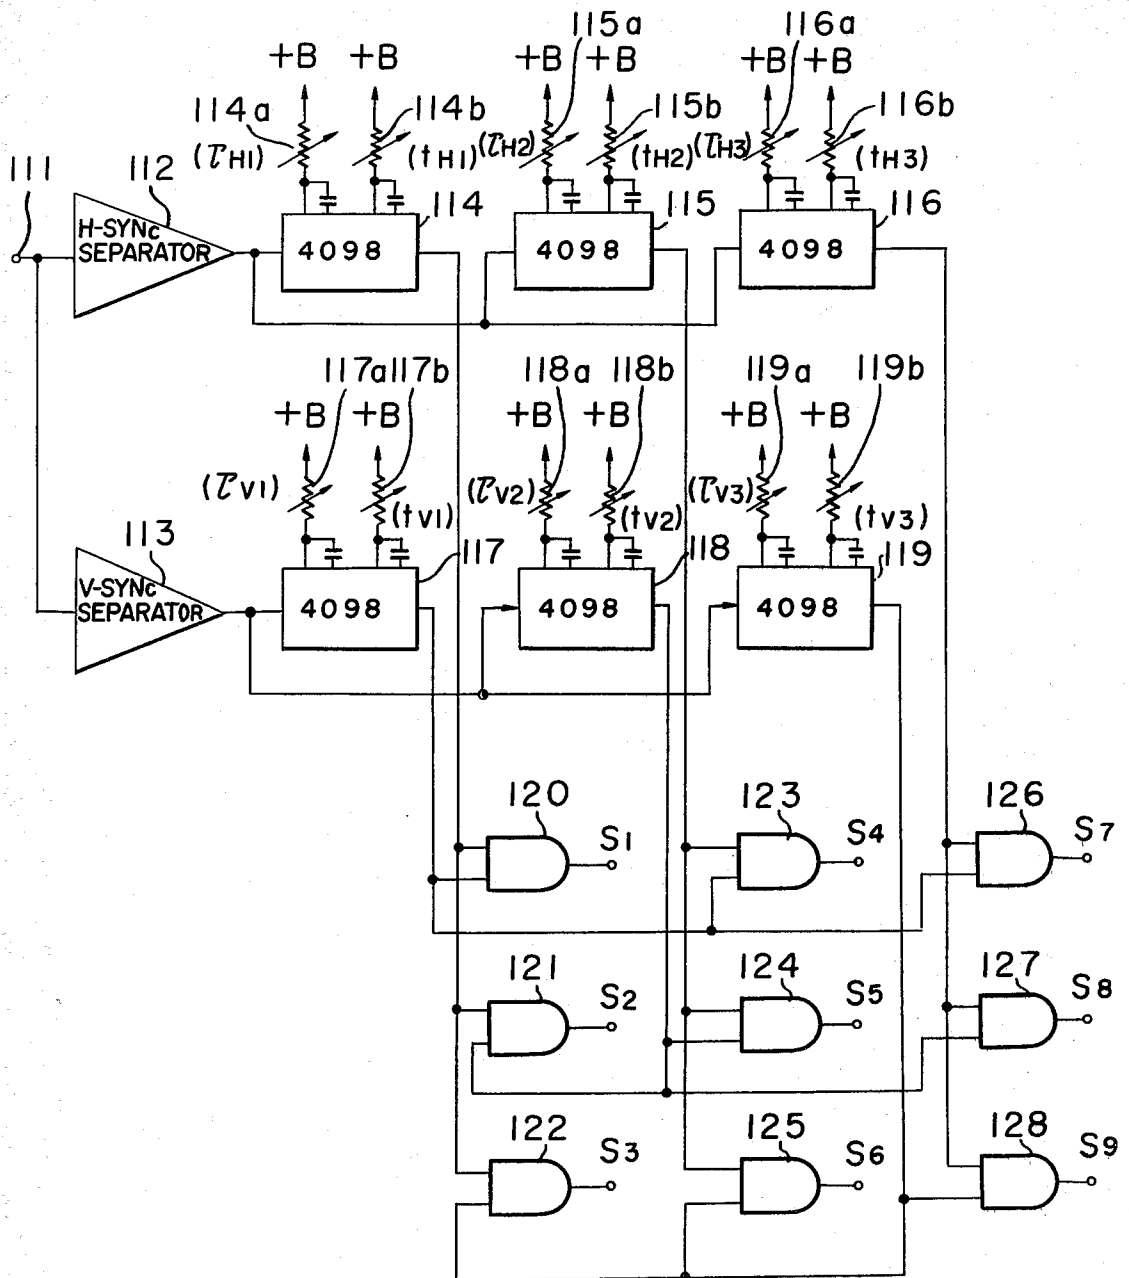 115a
116a
+B +B
+B +B
+B +B
114a
114b
115b
116b
(τH1)
(tH1)
(τH2)
(tH2)
(τH3)
(tH3)
111
112
114
115
116
H-SYNc
SEPARATOR
4098
4098
4098
117a
117b
118a
118b
119a
119b
+B +B
+B +B
+B +B
(τV1)
(tV1)
(τV2)
(tV2)
(τV3)
(tV3)
113
117
118
119
V-SYNc
SEPARATOR
4098
4098
4098
120
S1
123
S4
126
S7
121
S2
124
S5
127
S8
122
S3
125
S6
128
S9